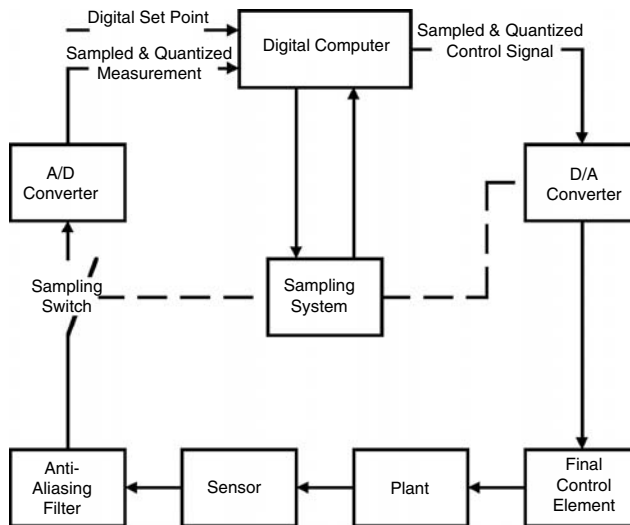 Digital Set Point
Sampled & Quantized
Measurement
Digital Computer
Sampled & Quantized
Control Signal
A/D
Converter
D/A
Converter
Sampling
Switch
Sampling
System
Anti-
Aliasing
Filter
Sensor
Plant
Final
Control
Element